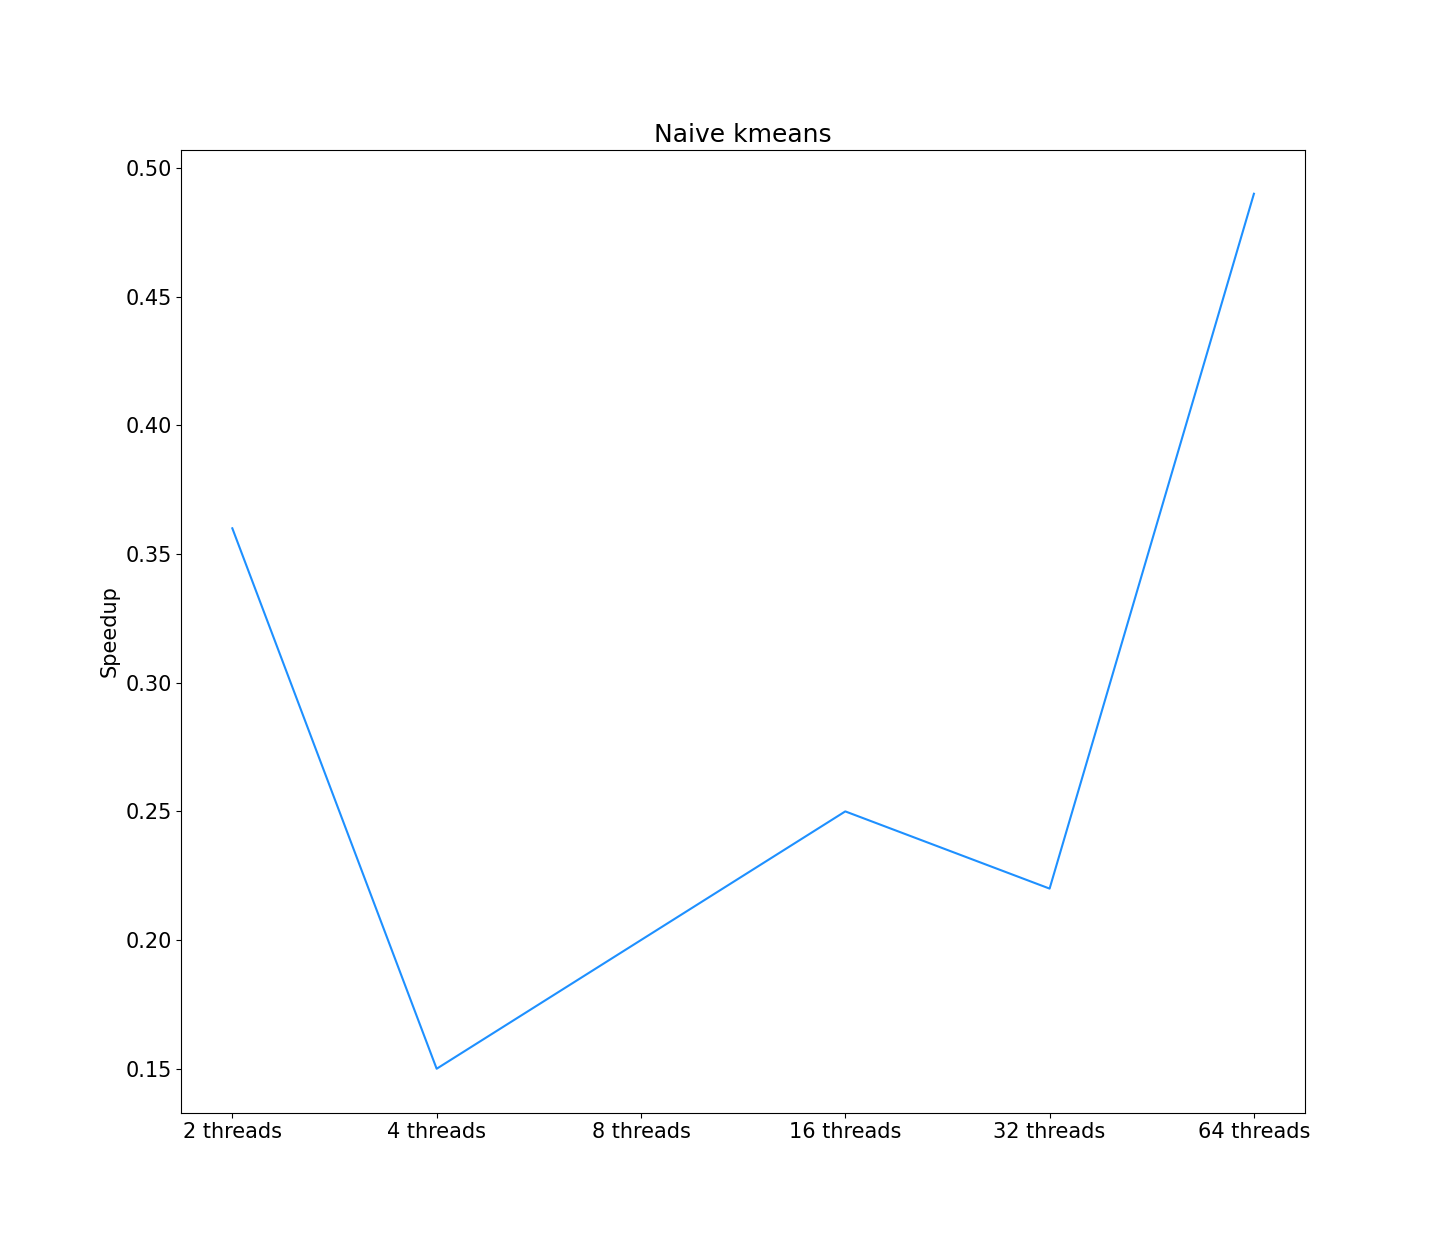 Naive kmeans
0.50
0.45
0.40
0.35
0.30
0.25
0.20
0.15
Speedup
2 threads
4 threads
8 threads
16 threads
32 threads
64 threads